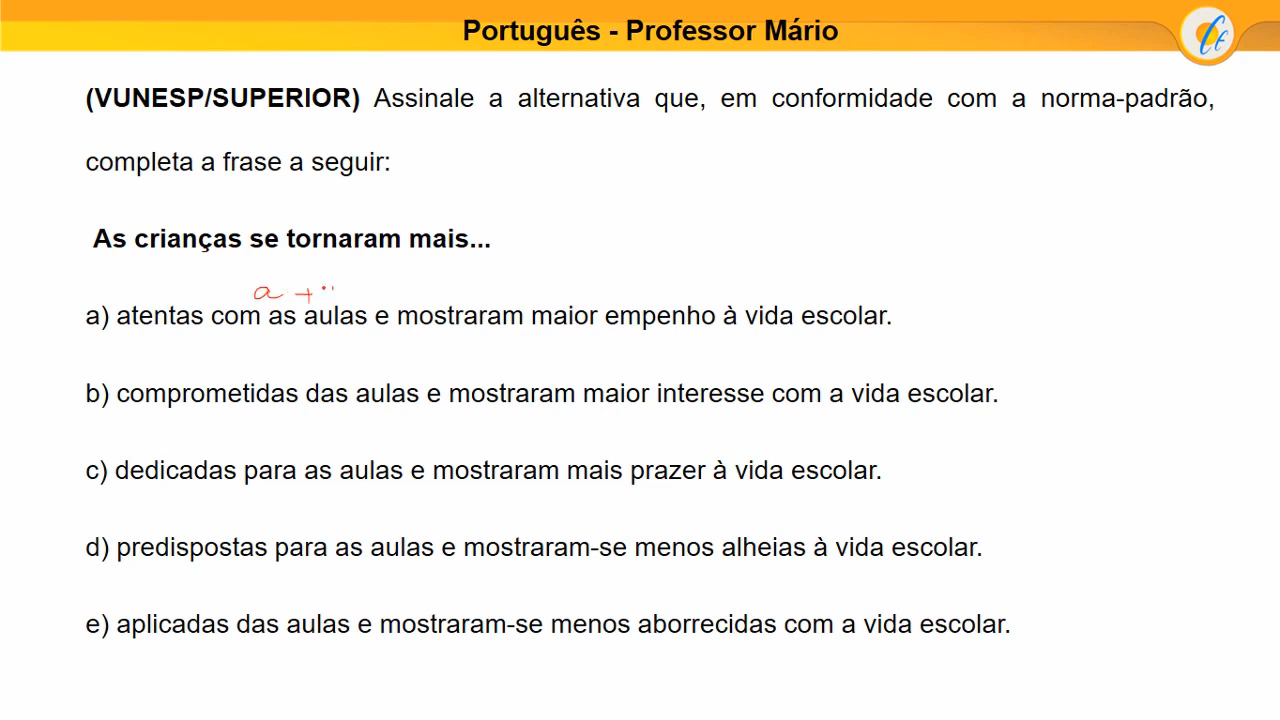 Português - Professor Mário
(VUNESP/SUPERIOR) Assinale a alternativa que, em conformidade com a norma-padrão,
completa a frase a seguir:
As crianças se tornaram mais...
a +
a) atentas com as aulas e mostraram maior empenho à vida escolar.
b) comprometidas das aulas e mostraram maior interesse com a vida escolar.
c) dedicadas para as aulas e mostraram mais prazer à vida escolar.
d) predispostas para as aulas e mostraram-se menos alheias à vida escolar.
e) aplicadas das aulas e mostraram-se menos aborrecidas com a vida escolar.